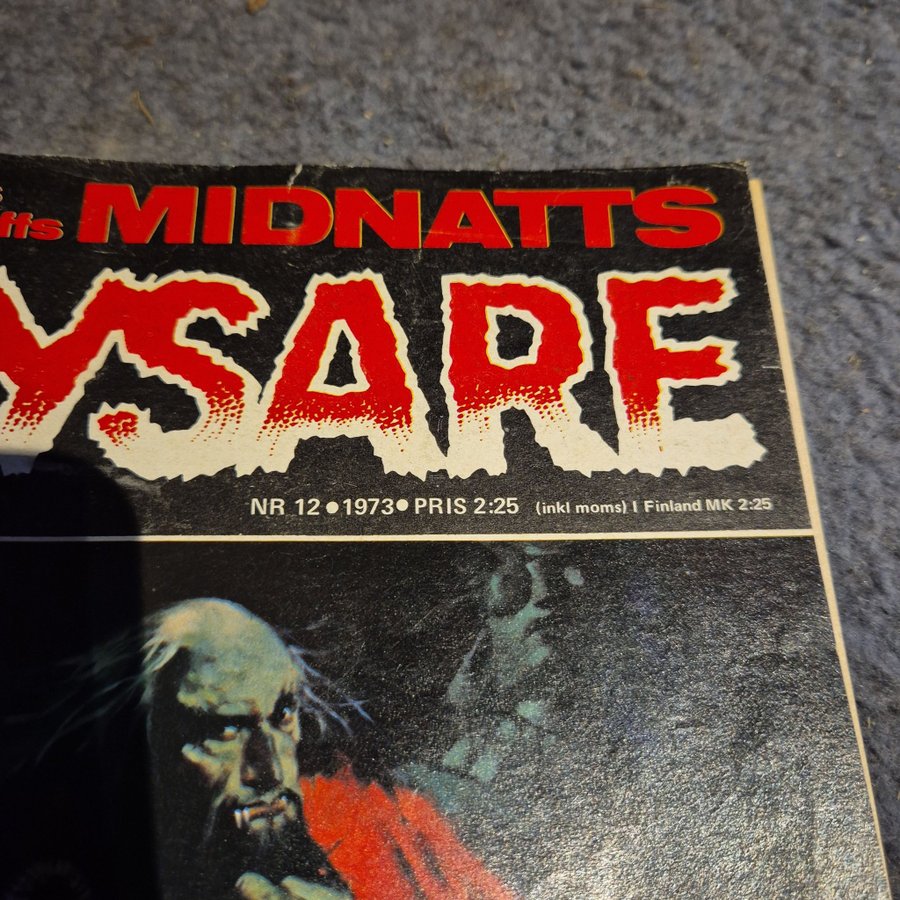 MIDNATTS
YSARE
NR 12 • 1973 • PRIS 2:25 (inkl moms) I Finland MK 2:25